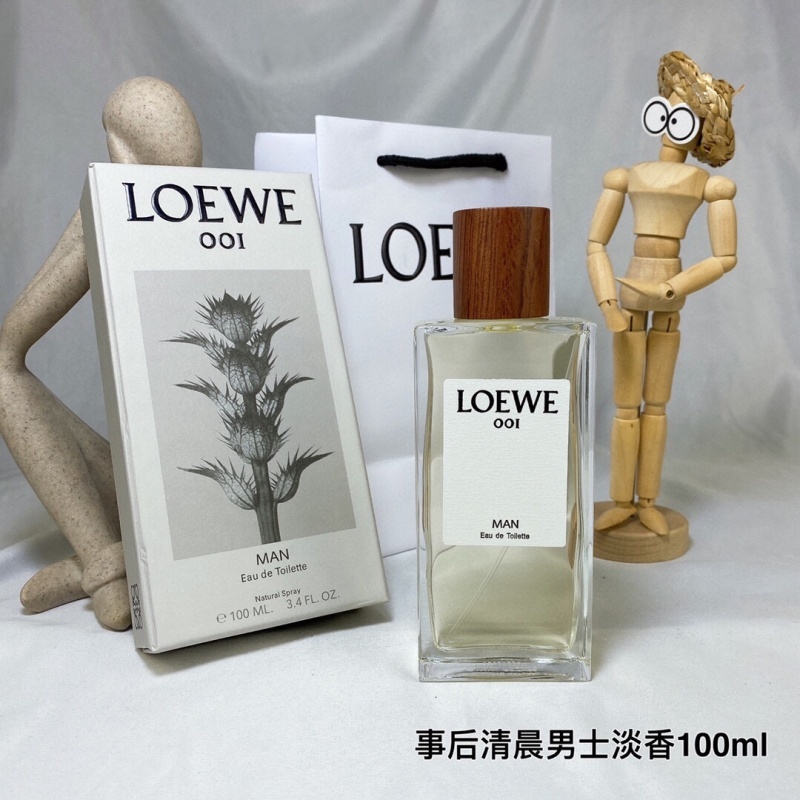 LOEWE
001
MAN
Eau de Toilette
Natural Spray
℮ 100 ML. 3.4 FL. OZ.
LOE
LOEWE
001
MAN
Eau de Toilette
事后清晨男士淡香100ml